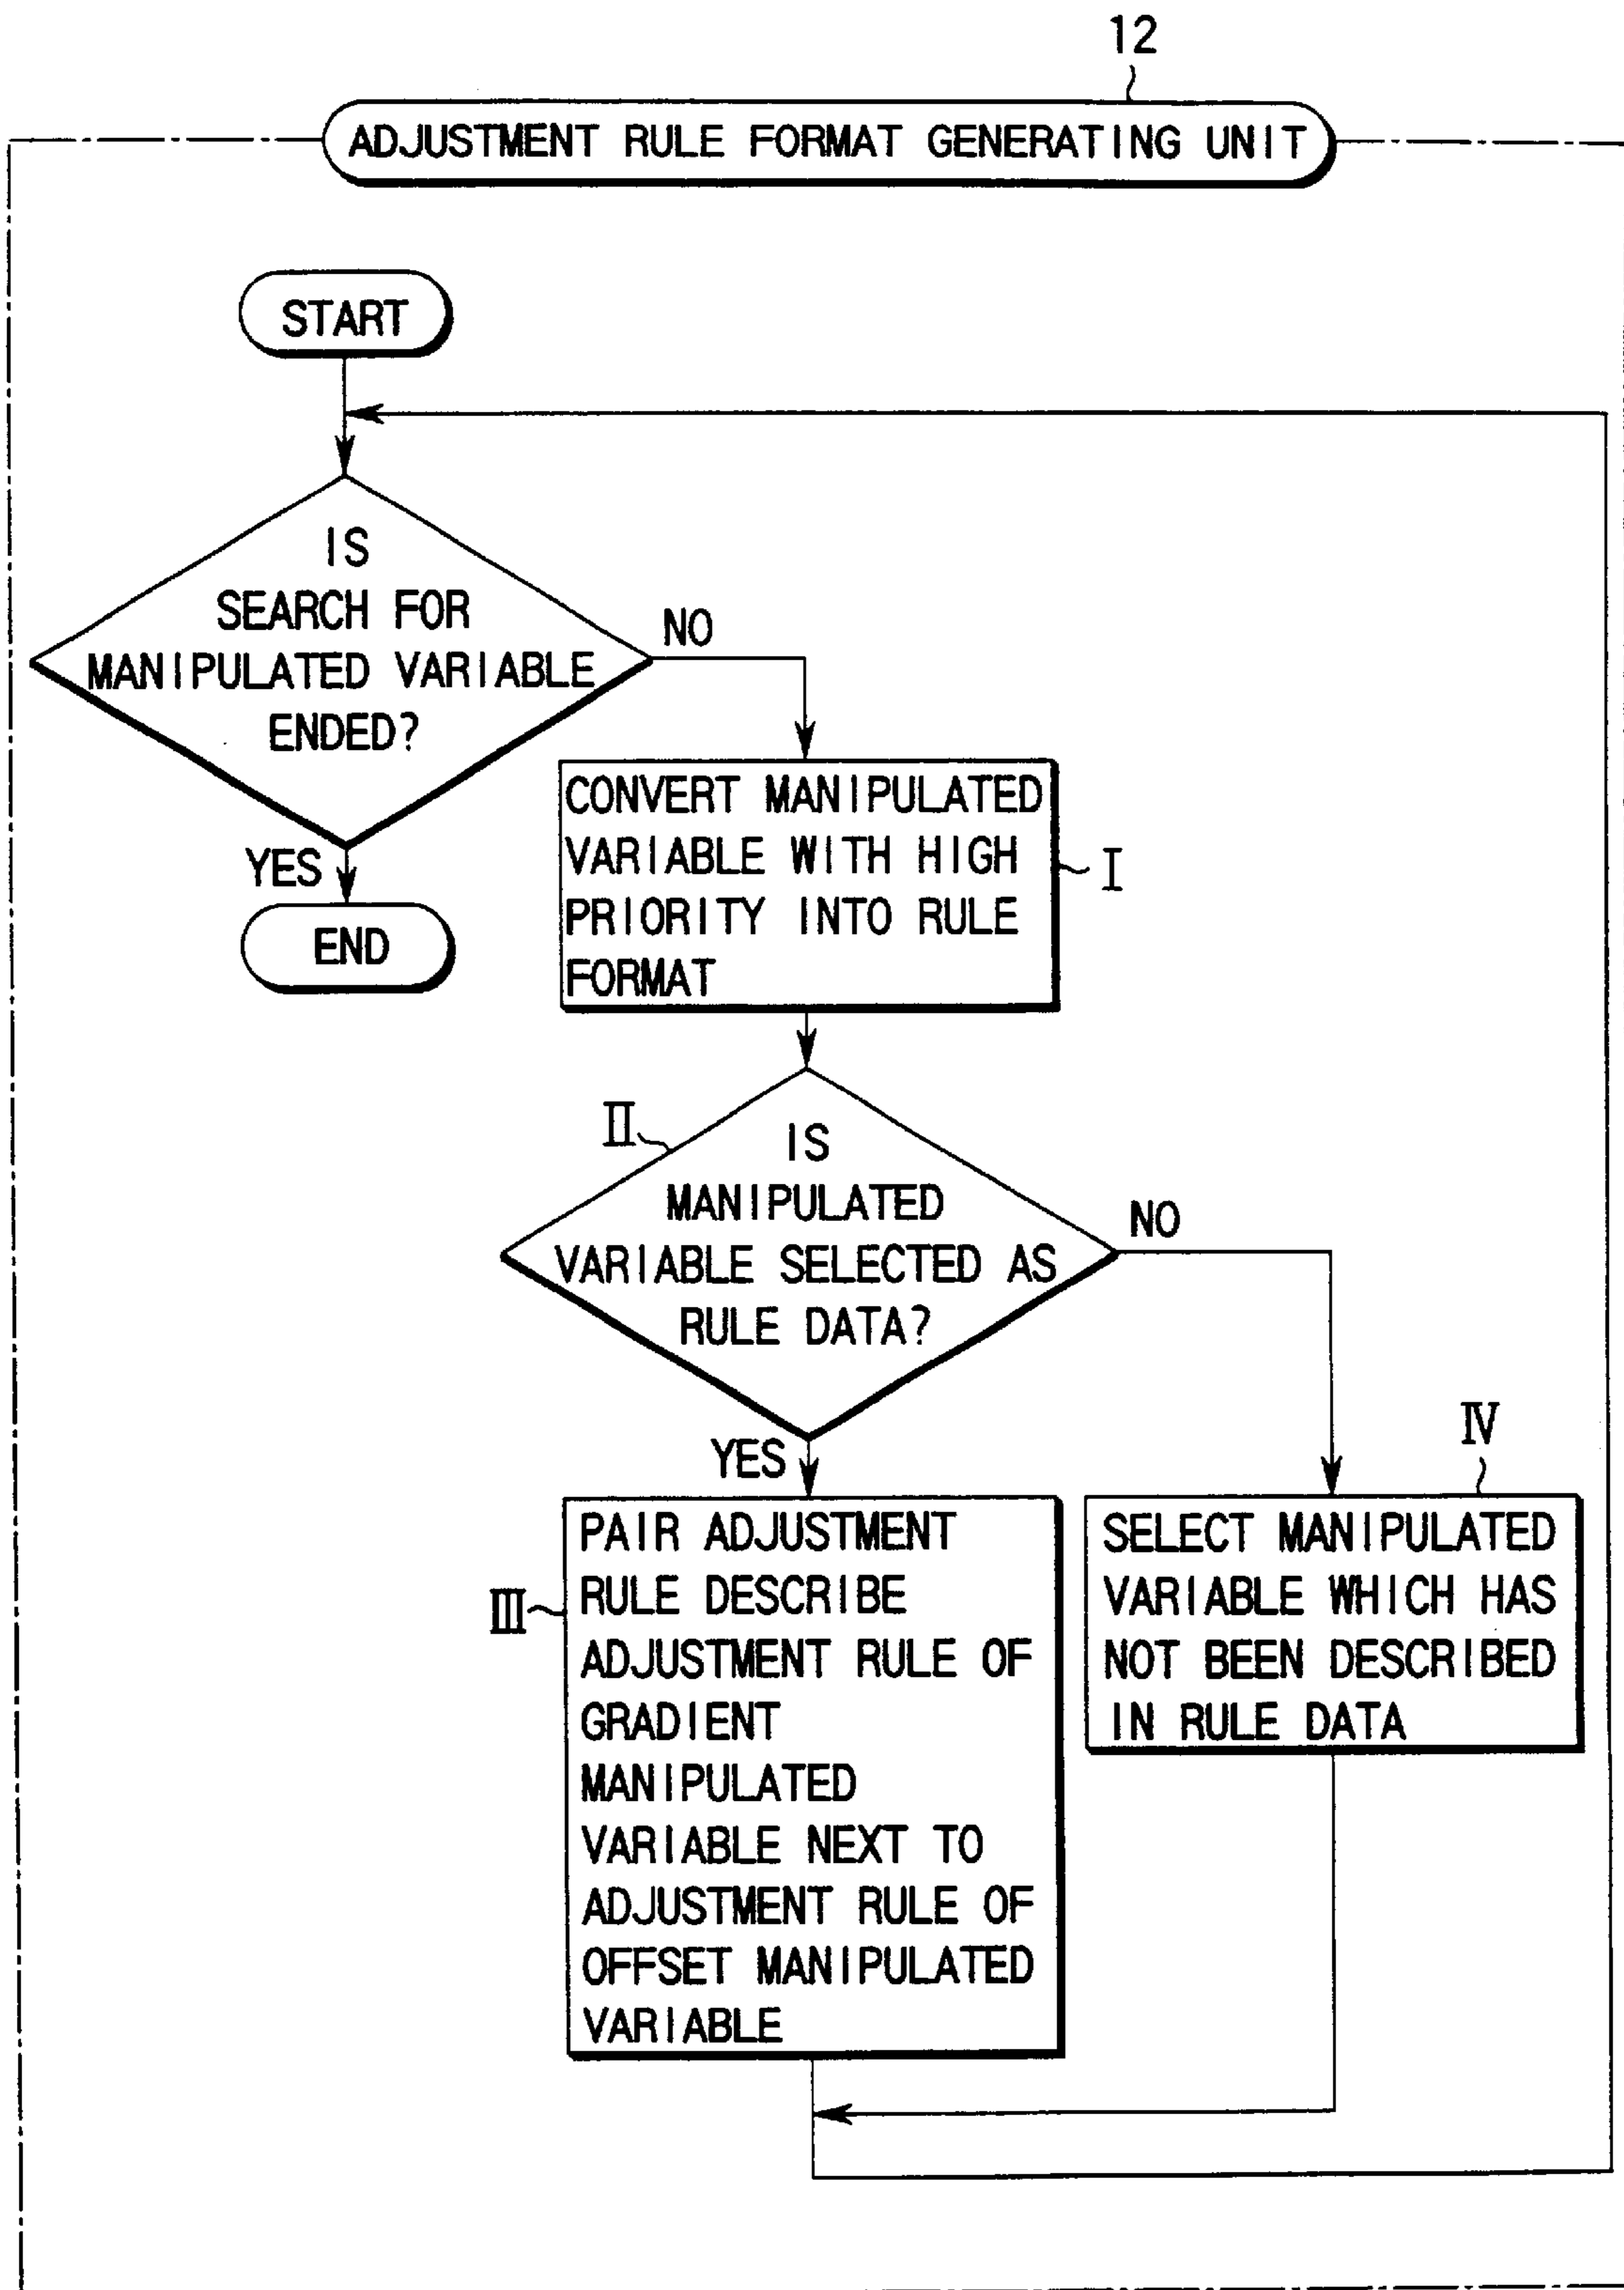 12
ADJUSTMENT RULE FORMAT GENERATING UNIT
START
IS
SEARCH FOR
MANIPULATED VARIABLE
ENDED?
NO
YES
END
CONVERT MANIPULATED
VARIABLE WITH HIGH
PRIORITY INTO RULE
FORMAT
I
II
IS
MANIPULATED
VARIABLE SELECTED AS
RULE DATA?
NO
YES
III
PAIR ADJUSTMENT
RULE DESCRIBE
ADJUSTMENT RULE OF
GRADIENT
MANIPULATED
VARIABLE NEXT TO
ADJUSTMENT RULE OF
OFFSET MANIPULATED
VARIABLE
IV
SELECT MANIPULATED
VARIABLE WHICH HAS
NOT BEEN DESCRIBED
IN RULE DATA